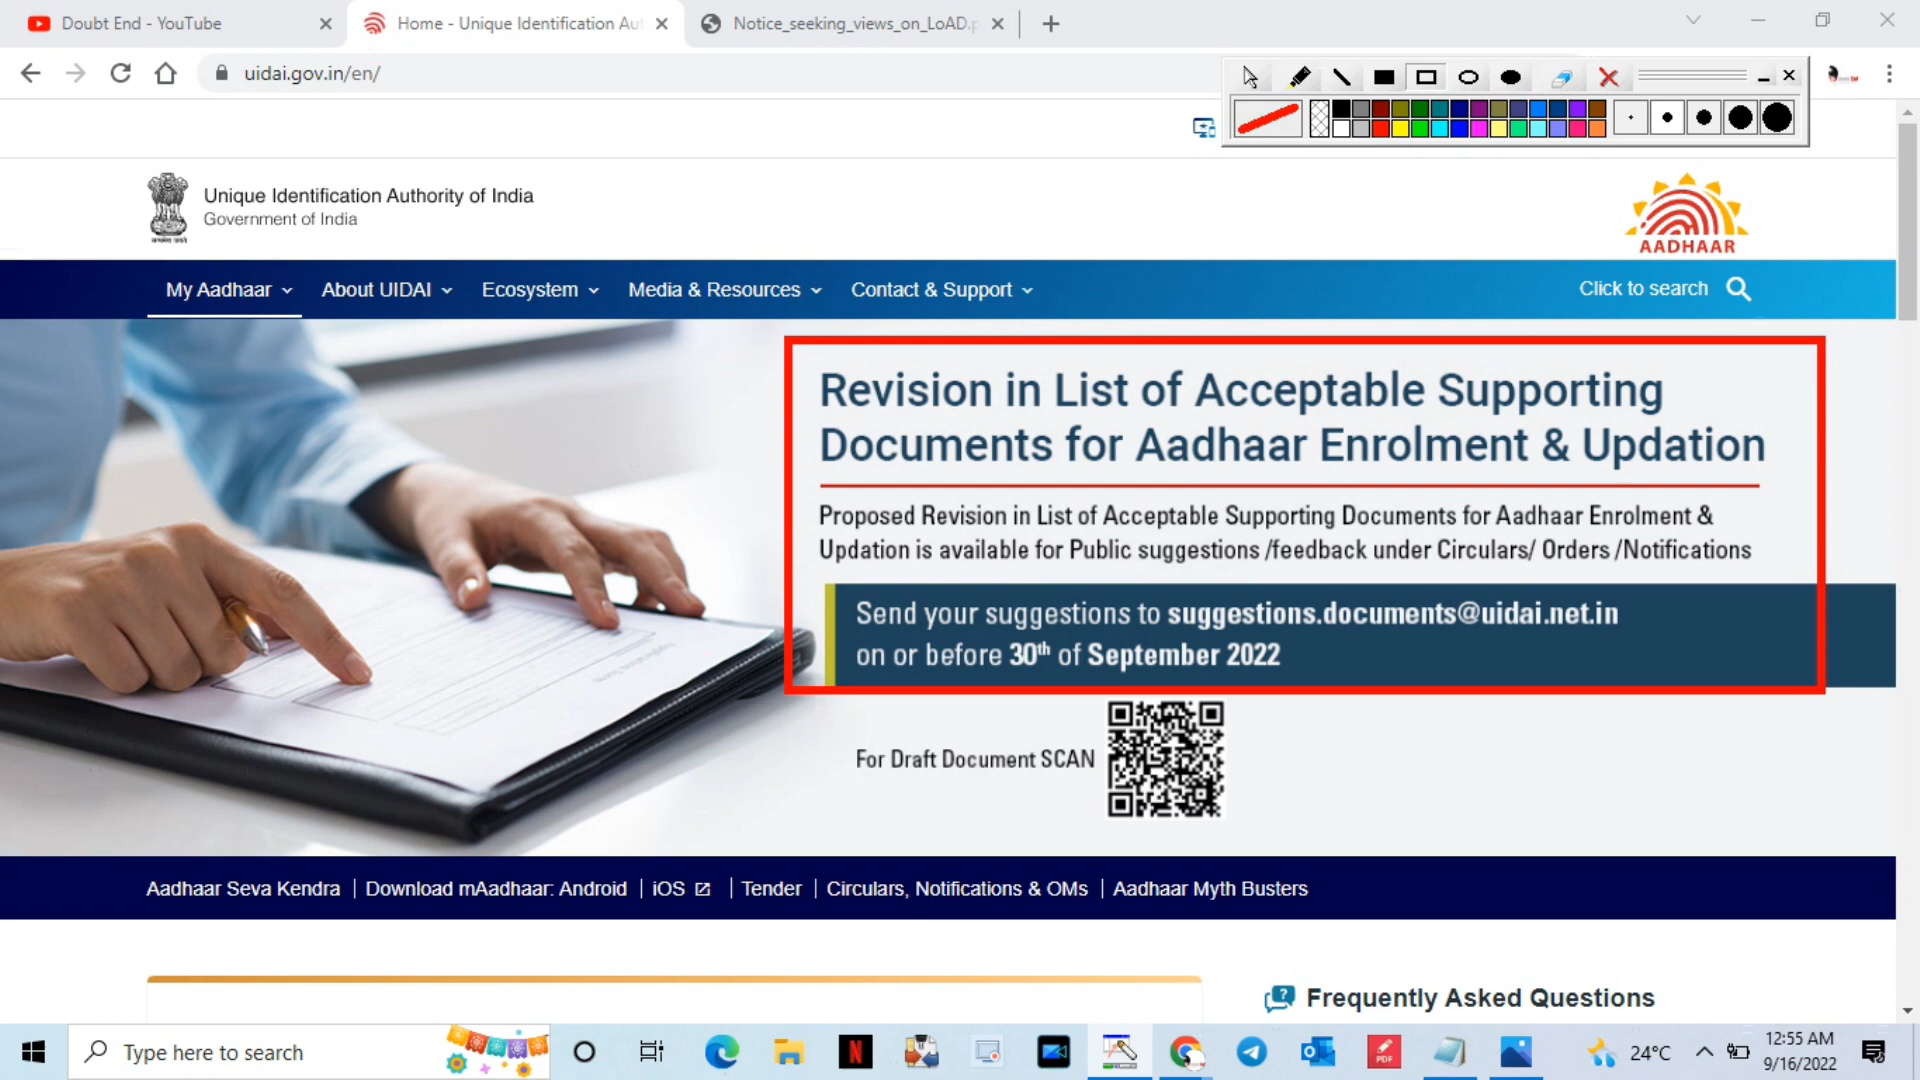 Doubt End - YouTube
Home - Unique Identification Aut
Notice_seeking_views_on_LoAD.p
uidai.gov.in/en/
Unique Identification Authority of India
Government of India
AADHAAR
My Aadhaar
About UIDAI
Ecosystem
Media & Resources
Contact & Support
Click to search
Revision in List of Acceptable Supporting
Documents for Aadhaar Enrolment & Updation
Proposed Revision in List of Acceptable Supporting Documents for Aadhaar Enrolment &
Updation is available for Public suggestions /feedback under Circulars/ Orders /Notifications
Send your suggestions to suggestions.documents@uidai.net.in
on or before 30th of September 2022
For Draft Document SCAN
Aadhaar Seva Kendra | Download mAadhaar: Android | iOS | Tender | Circulars, Notifications & OMs | Aadhaar Myth Busters
Frequently Asked Questions
Type here to search
N
PDF
24°C
12:55 AM
9/16/2022